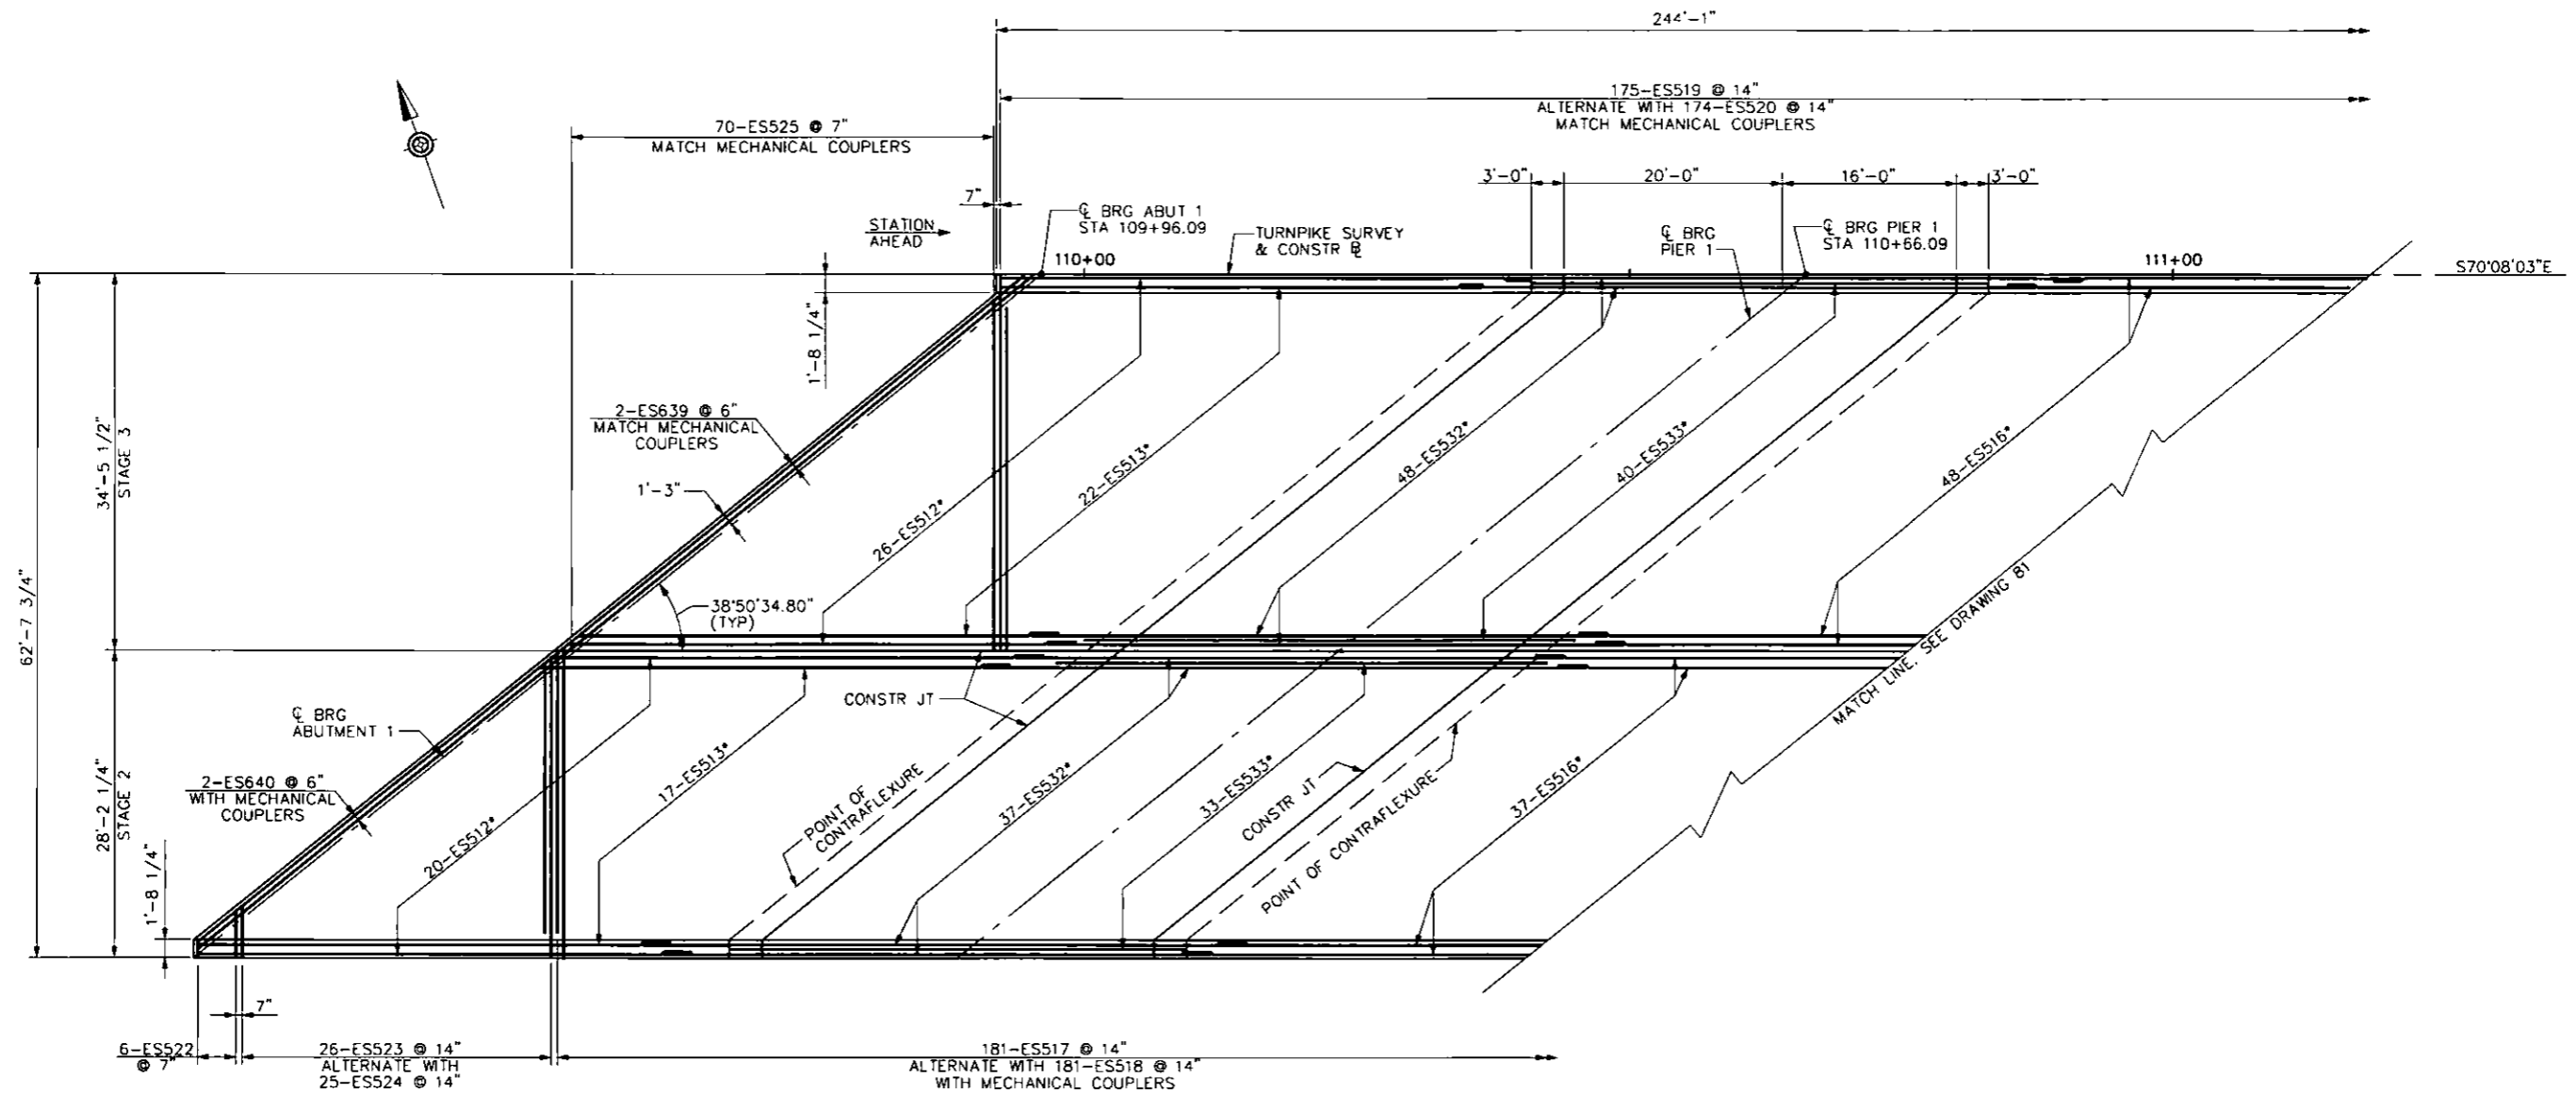 244'-1"
175-ES519 @ 14"
ALTERNATE WITH 174-ES520 @ 14"
MATCH MECHANICAL COUPLERS
70-ES525 @ 7"
MATCH MECHANICAL COUPLERS
3'-0"
20'-0"
16'-0"
3'-0"
7"
STATION
AHEAD
℄ BRG ABUT 1
STA 109+96.09
TURNPIKE SURVEY
& CONSTR ℄
℄ BRG
PIER 1
℄ BRG PIER 1
STA 110+66.09
110+00
111+00
S70°08'03"E
1'-8 1/4"
62'-7 3/4"
34'-5 1/2"
STAGE 3
2-ES639 @ 6"
MATCH MECHANICAL
COUPLERS
1'-3"
26-ES512*
22-ES513*
48-ES532*
40-ES533*
48-ES516*
38°50'34.80"
(TYP)
MATCH LINE, SEE DRAWING 81
CONSTR JT
℄ BRG
ABUTMENT 1
28'-2 1/4"
STAGE 2
2-ES640 @ 6"
WITH MECHANICAL
COUPLERS
20-ES512*
17-ES513*
POINT OF
CONTRAFLEXURE
37-ES532*
33-ES533*
CONSTR JT
POINT OF CONTRAFLEXURE
37-ES516*
1'-8 1/4"
7"
6-ES522
@ 7"
26-ES523 @ 14"
ALTERNATE WITH
25-ES524 @ 14"
181-ES517 @ 14"
ALTERNATE WITH 181-ES518 @ 14"
WITH MECHANICAL COUPLERS